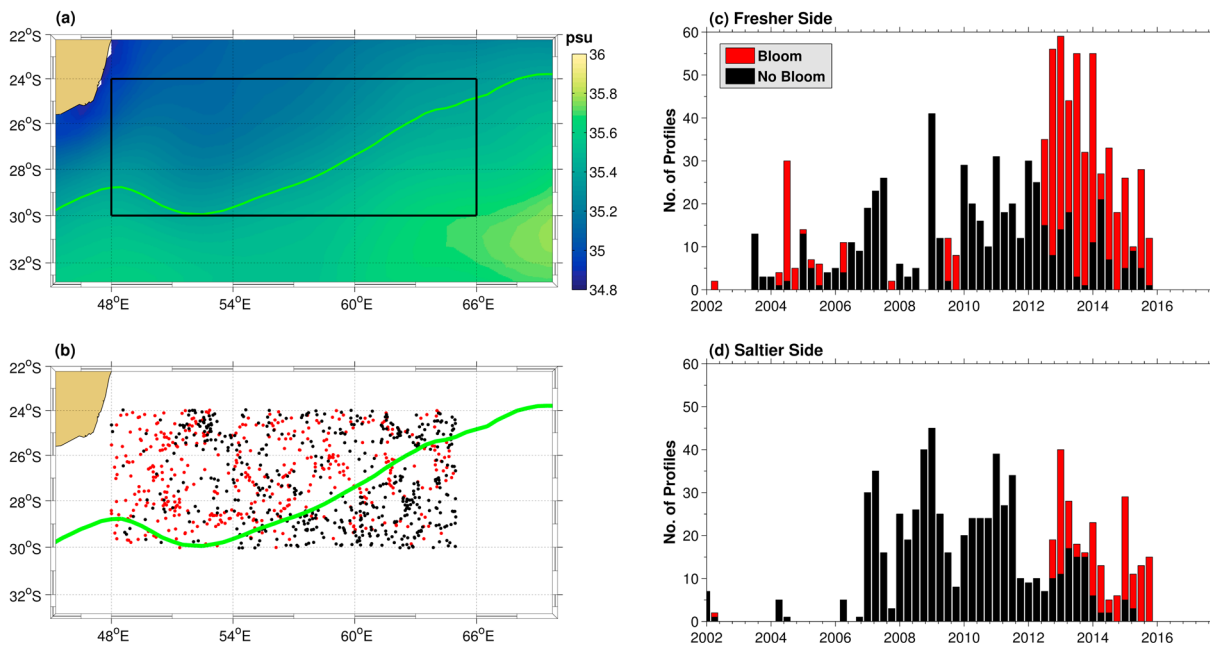 (a)
22°S
24°S
26°S
28°S
30°S
32°S
48°E
54°E
60°E
66°E
psu
36
35.8
35.6
35.4
35.2
35
34.8
(b)
22°S
24°S
26°S
28°S
30°S
32°S
48°E
54°E
60°E
66°E
(c) Fresher Side
60
50
40
30
20
10
0
No. of Profiles
Bloom
No Bloom
2002 2004 2006 2008 2010 2012 2014 2016
(d) Saltier Side
60
50
40
30
20
10
0
No. of Profiles
2002 2004 2006 2008 2010 2012 2014 2016